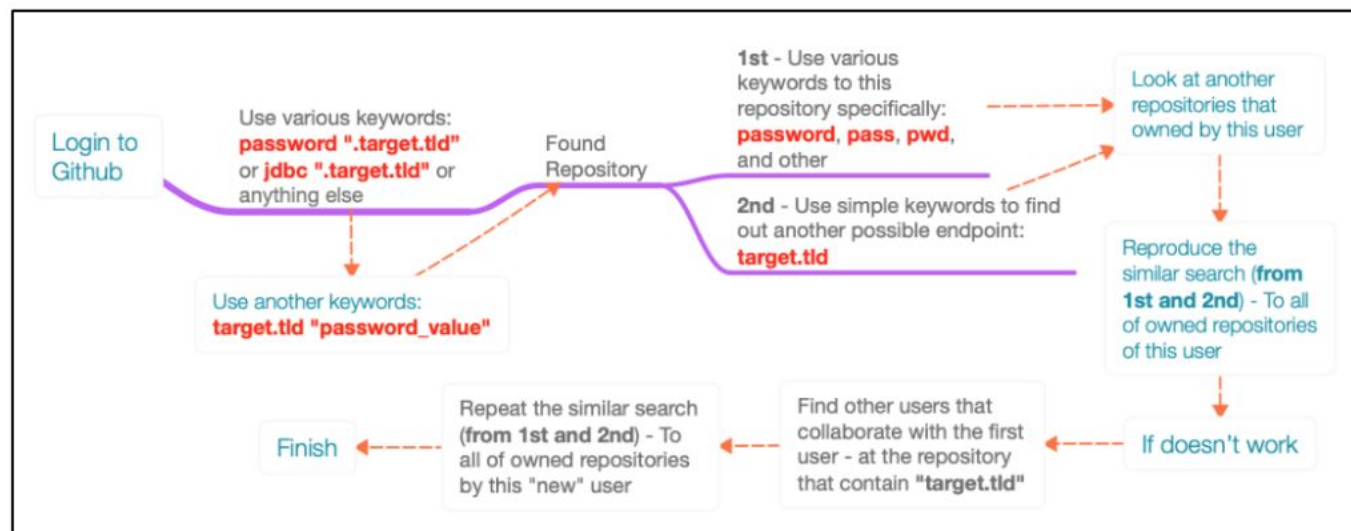 Login to
Github
Use various keywords:
password ".target.tld"
or jdbc ".target.tld" or
anything else
Use another keywords:
target.tld "password_value"
Found
Repository
1st - Use various
keywords to this
repository specifically:
password, pass, pwd,
and other
2nd - Use simple keywords to find
out another possible endpoint:
target.tld
Look at another
repositories that
owned by this user
Reproduce the
similar search (from
1st and 2nd) - To all
of owned repositories
of this user
If doesn't work
Find other users that
collaborate with the first
user - at the repository
that contain "target.tld"
Repeat the similar search
(from 1st and 2nd) - To
all of owned repositories
by this "new" user
Finish